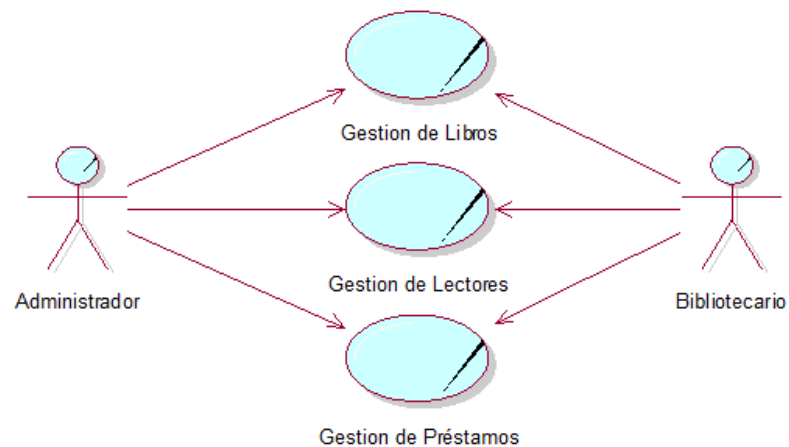 Gestion de Libros
Gestion de Lectores
Administrador
Bibliotecario
Gestion de Préstamos